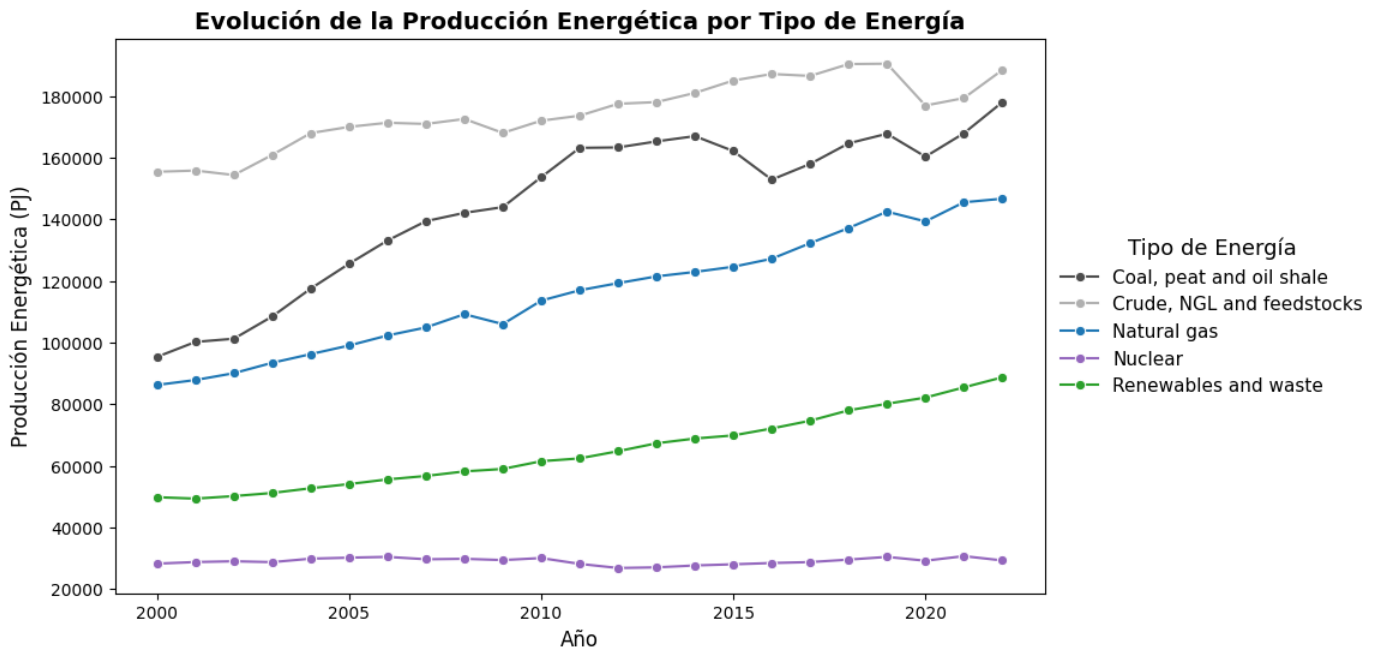 Evolución de la Producción Energética por Tipo de Energía
Producción Energética (PJ)
180000
160000
140000
120000
100000
80000
60000
40000
20000
2000
2005
2010
2015
2020
Año
Tipo de Energía
Coal, peat and oil shale
Crude, NGL and feedstocks
Natural gas
Nuclear
Renewables and waste